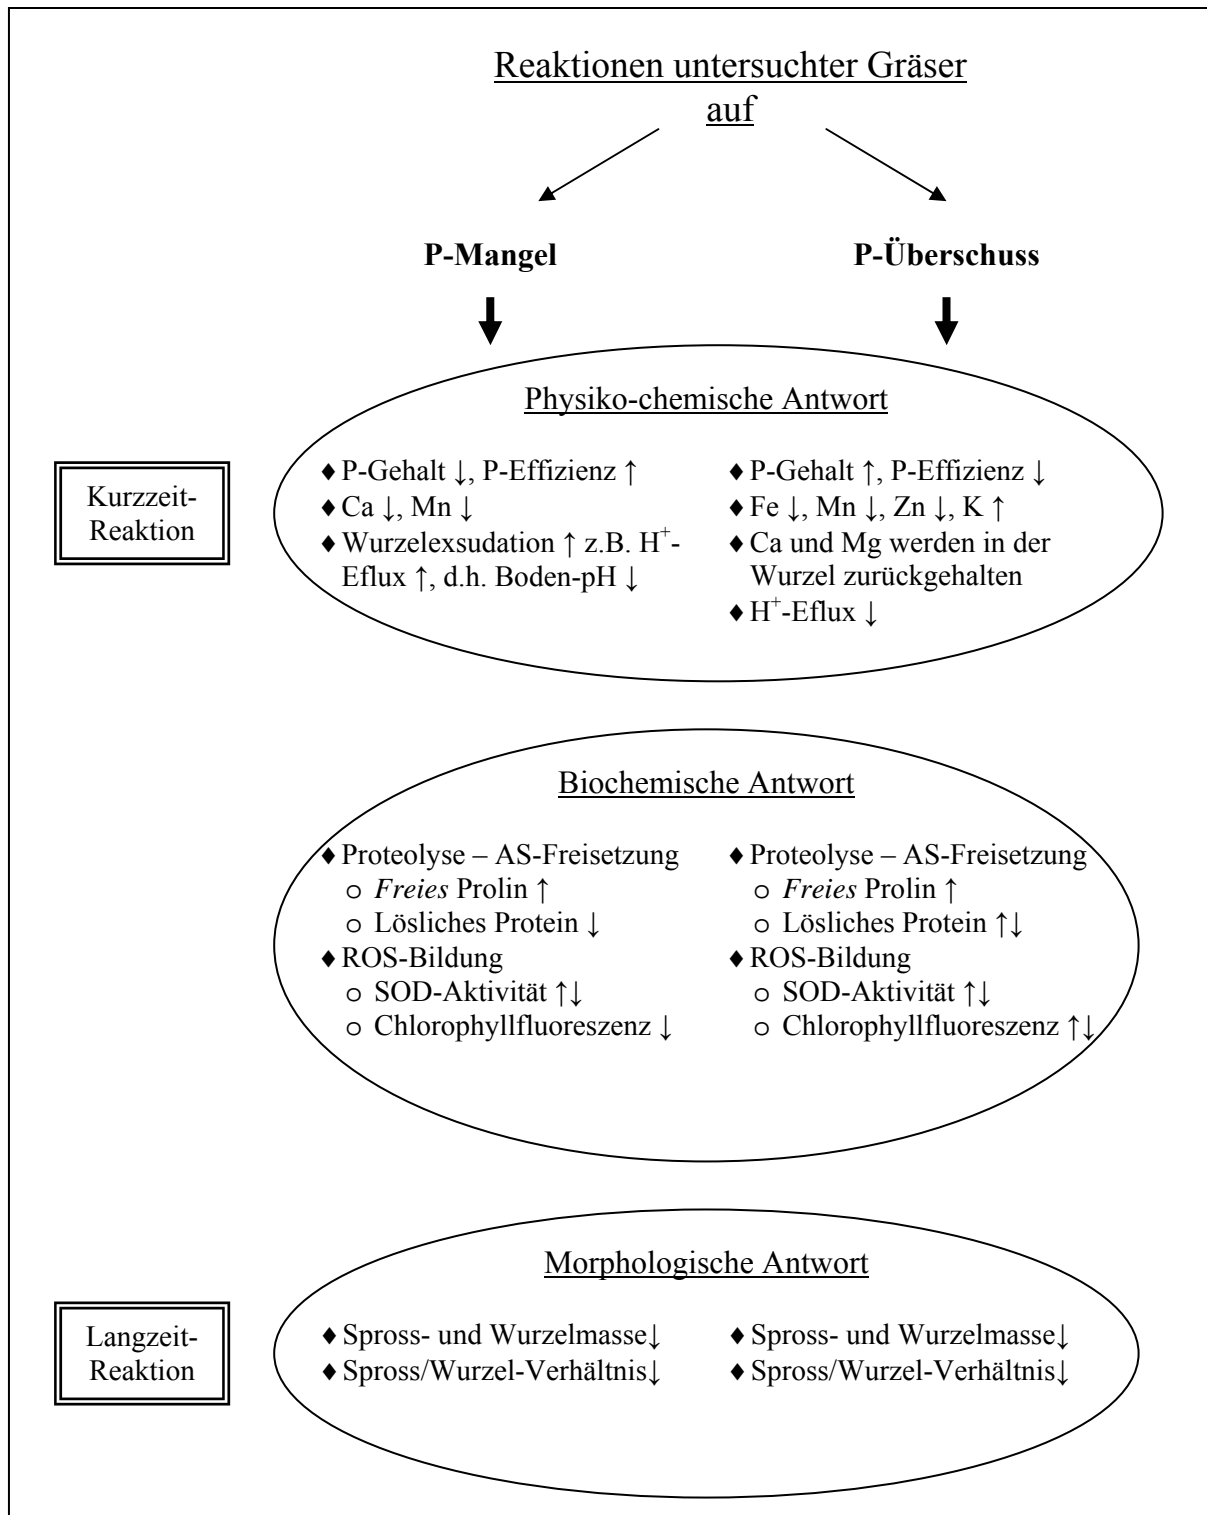 Reaktionen untersuchter Gräser
auf
P-Mangel
P-Überschuss
Physiko-chemische Antwort
Kurzzeit-
Reaktion
♦ P-Gehalt ↓, P-Effizienz ↑
♦ Ca ↓, Mn ↓
♦ Wurzelexsudation ↑ z.B. H⁺-
Eflux ↑, d.h. Boden-pH ↓
♦ P-Gehalt ↑, P-Effizienz ↓
♦ Fe ↓, Mn ↓, Zn ↓, K ↑
♦ Ca und Mg werden in der
Wurzel zurückgehalten
♦ H⁺-Eflux ↓
Biochemische Antwort
♦ Proteolyse – AS-Freisetzung
o Freies Prolin ↑
o Lösliches Protein ↓
♦ ROS-Bildung
o SOD-Aktivität ↑↓
o Chlorophyllfluoreszenz ↓
♦ Proteolyse – AS-Freisetzung
o Freies Prolin ↑
o Lösliches Protein ↑↓
♦ ROS-Bildung
o SOD-Aktivität ↑↓
o Chlorophyllfluoreszenz ↑↓
Morphologische Antwort
Langzeit-
Reaktion
♦ Spross- und Wurzelmasse↓
♦ Spross/Wurzel-Verhältnis↓
♦ Spross- und Wurzelmasse↓
♦ Spross/Wurzel-Verhältnis↓